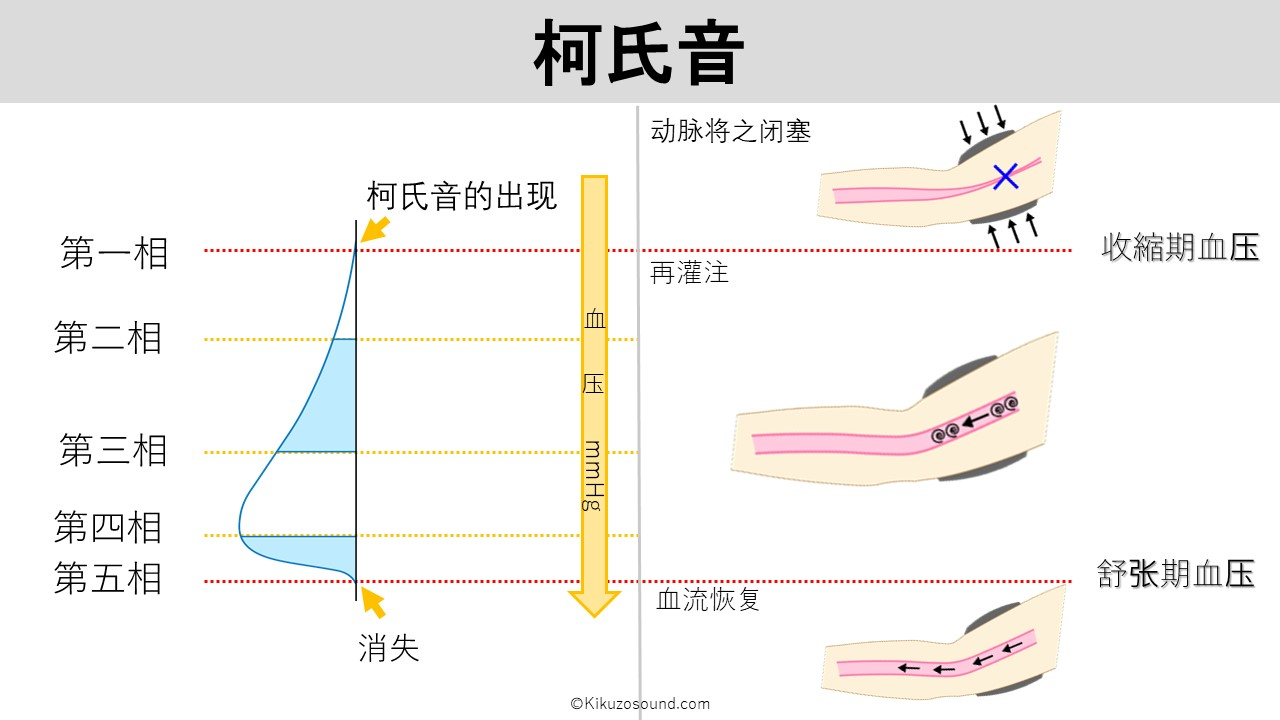 柯氏音
动脉将之闭塞
柯氏音的出现
第一相
收縮期血压
再灌注
第二相
血压 mmHg
第三相
第四相
第五相
舒张期血压
血流恢复
消失
©Kikuzosound.com